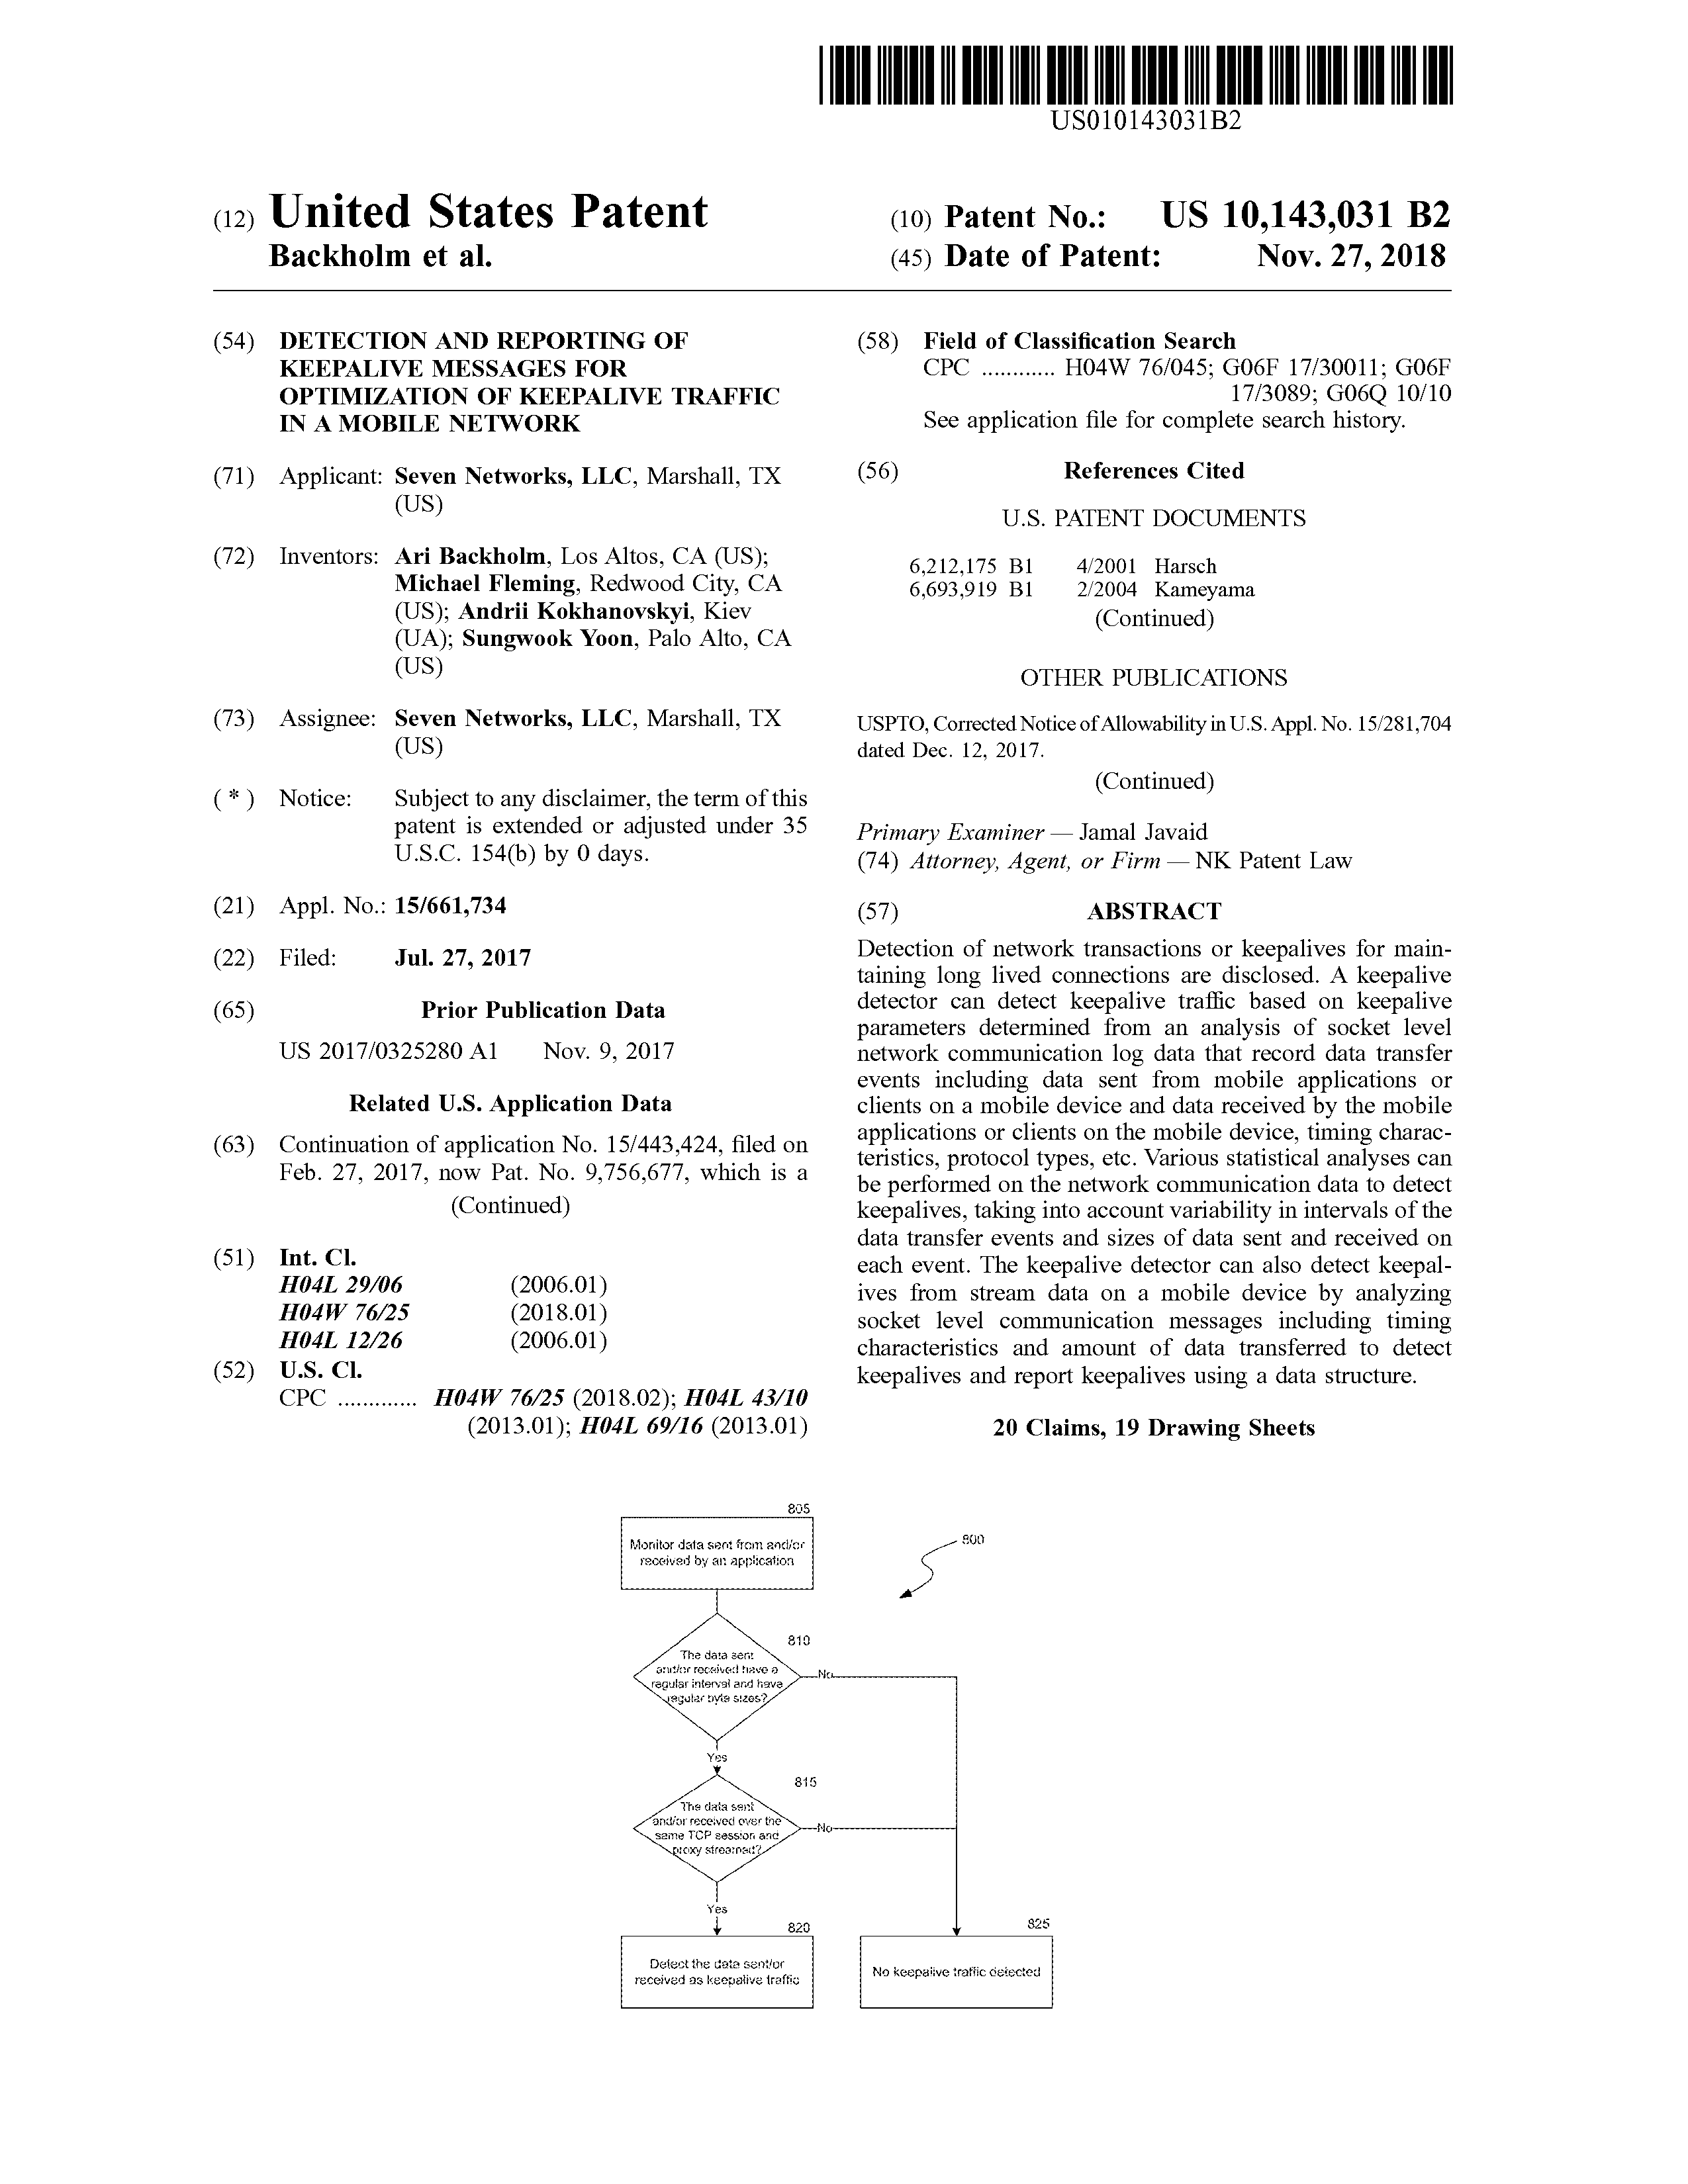 US010143031B2
(12) United States Patent
Backholm et al.
(10) Patent No.: US 10,143,031 B2
(45) Date of Patent: Nov. 27, 2018
(54) DETECTION AND REPORTING OF
KEEPALIVE MESSAGES FOR
OPTIMIZATION OF KEEPALIVE TRAFFIC
IN A MOBILE NETWORK
(71) Applicant: Seven Networks, LLC, Marshall, TX
(US)
(72) Inventors: Ari Backholm, Los Altos, CA (US);
Michael Fleming, Redwood City, CA
(US); Andrii Kokhanovskyi, Kiev
(UA); Sungwook Yoon, Palo Alto, CA
(US)
(73) Assignee: Seven Networks, LLC, Marshall, TX
(US)
( * ) Notice: Subject to any disclaimer, the term of this
patent is extended or adjusted under 35
U.S.C. 154(b) by 0 days.
(21) Appl. No.: 15/661,734
(22) Filed: Jul. 27, 2017
(65) Prior Publication Data
US 2017/0325280 A1 Nov. 9, 2017
Related U.S. Application Data
(63) Continuation of application No. 15/443,424, filed on
Feb. 27, 2017, now Pat. No. 9,756,677, which is a
(Continued)
(51) Int. Cl.
H04L 29/06 (2006.01)
H04W 76/25 (2018.01)
H04L 12/26 (2006.01)
(52) U.S. Cl.
CPC ............ H04W 76/25 (2018.02); H04L 43/10
(2013.01); H04L 69/16 (2013.01)
(58) Field of Classification Search
CPC ........... H04W 76/045; G06F 17/30011; G06F
17/3089; G06Q 10/10
See application file for complete search history.
(56) References Cited
U.S. PATENT DOCUMENTS
6,212,175 B1 4/2001 Harsch
6,693,919 B1 2/2004 Kameyama
(Continued)
OTHER PUBLICATIONS
USPTO, Corrected Notice of Allowability in U.S. Appl. No. 15/281,704
dated Dec. 12, 2017.
(Continued)
Primary Examiner — Jamal Javaid
(74) Attorney, Agent, or Firm — NK Patent Law
(57) ABSTRACT
Detection of network transactions or keepalives for main-
taining long lived connections are disclosed. A keepalive
detector can detect keepalive traffic based on keepalive
parameters determined from an analysis of socket level
network communication log data that record data transfer
events including data sent from mobile applications or
clients on a mobile device and data received by the mobile
applications or clients on the mobile device, timing charac-
teristics, protocol types, etc. Various statistical analyses can
be performed on the network communication data to detect
keepalives, taking into account variability in intervals of the
data transfer events and sizes of data sent and received on
each event. The keepalive detector can also detect keepal-
ives from stream data on a mobile device by analyzing
socket level communication messages including timing
characteristics and amount of data transferred to detect
keepalives and report keepalives using a data structure.
20 Claims, 19 Drawing Sheets
805
Monitor data sent from and/or
received by an application
800
810
The data sent
and/or received have a
regular interval and have
regular byte sizes?
No
Yes
815
The data sent
and/or received over the
same TCP session and
proxy streamed?
No
Yes
820
Detect the data sent/or
received as keepalive traffic
825
No keepalive traffic detected